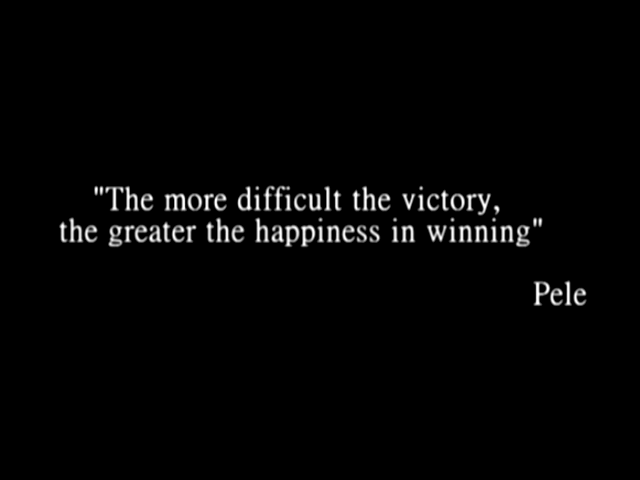 "The more difficult the victory,
the greater the happiness in winning"
Pele